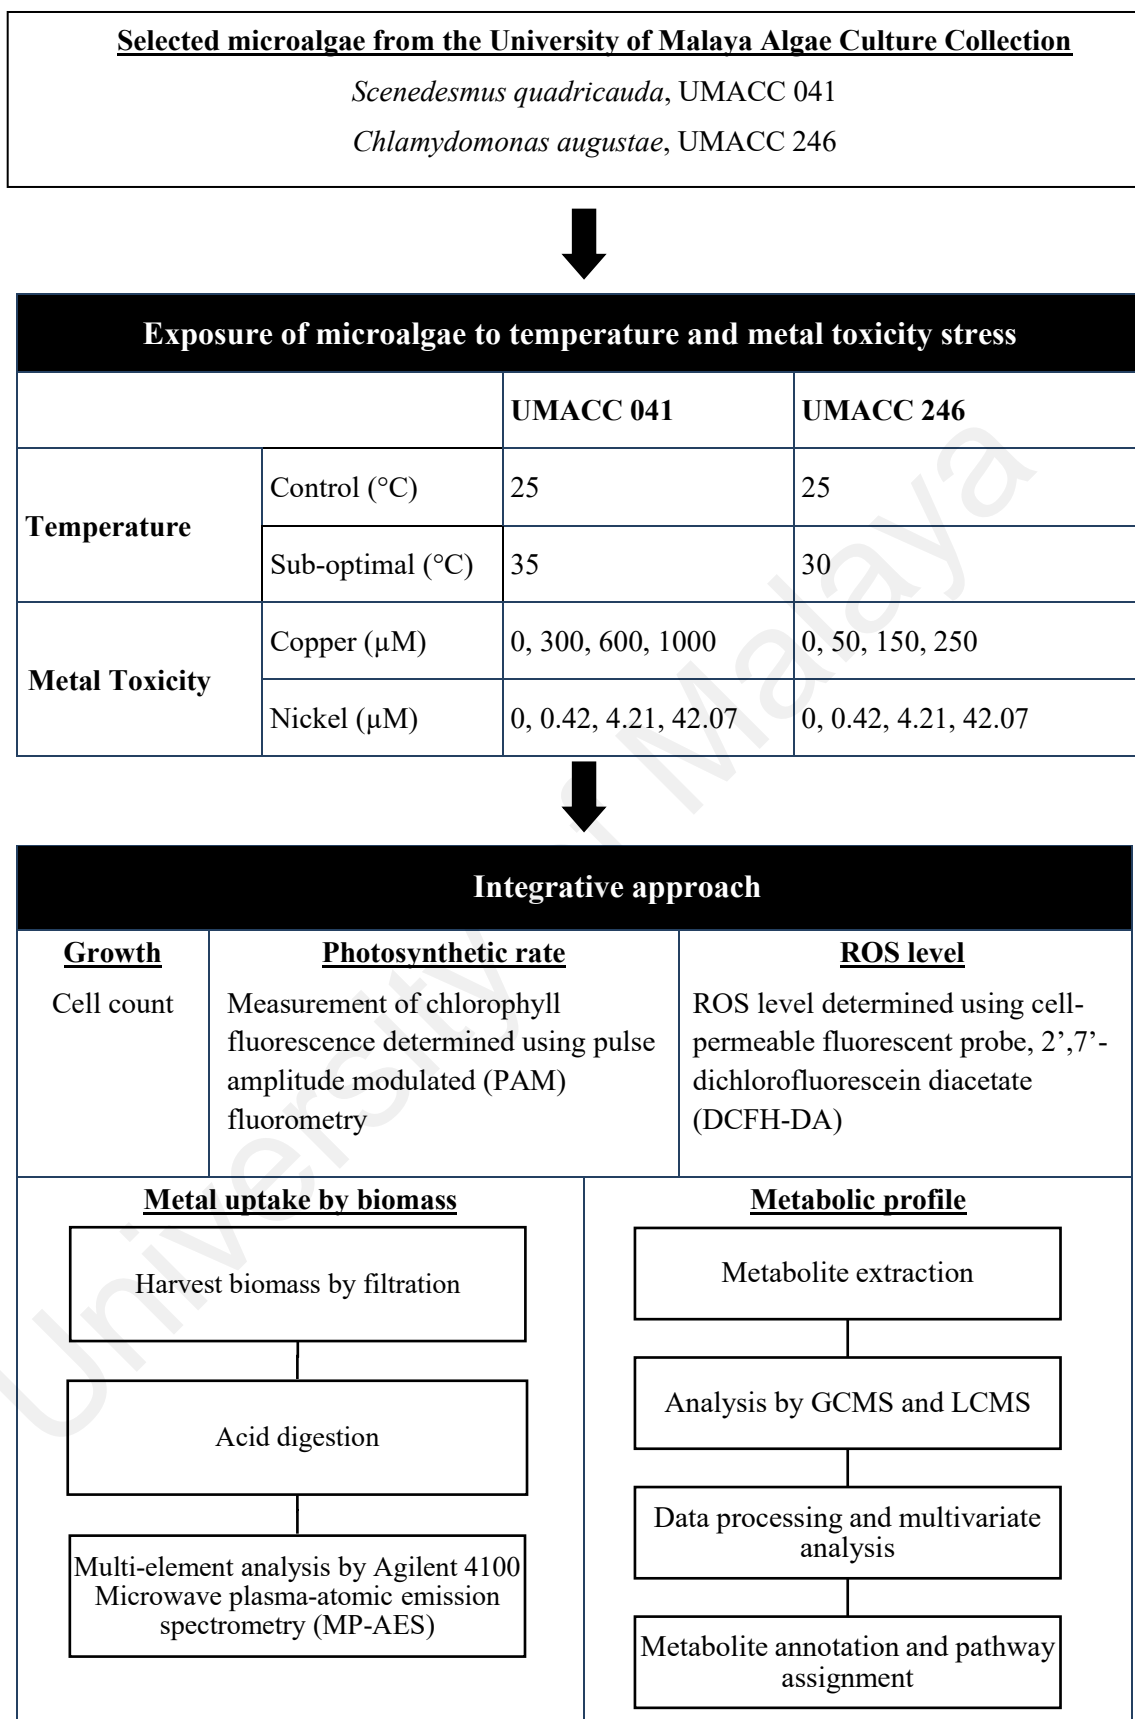 Selected microalgae from the University of Malaya Algae Culture Collection
Scenedesmus quadricauda, UMACC 041
Chlamydomonas augustae, UMACC 246
Exposure of microalgae to temperature and metal toxicity stress
UMACC 041 UMACC 246
Temperature
Control (°C) 25 25
Sub-optimal (°C) 35 30
Metal Toxicity
Copper (µM) 0, 300, 600, 1000 0, 50, 150, 250
Nickel (µM) 0, 0.42, 4.21, 42.07 0, 0.42, 4.21, 42.07
Integrative approach
Growth
Cell count
Photosynthetic rate
Measurement of chlorophyll
fluorescence determined using pulse
amplitude modulated (PAM)
fluorometry
ROS level
ROS level determined using cell-
permeable fluorescent probe, 2’,7’-
dichlorofluorescein diacetate
(DCFH-DA)
Metal uptake by biomass
Harvest biomass by filtration
Acid digestion
Multi-element analysis by Agilent 4100
Microwave plasma-atomic emission
spectrometry (MP-AES)
Metabolic profile
Metabolite extraction
Analysis by GCMS and LCMS
Data processing and multivariate
analysis
Metabolite annotation and pathway
assignment
University of Malaya